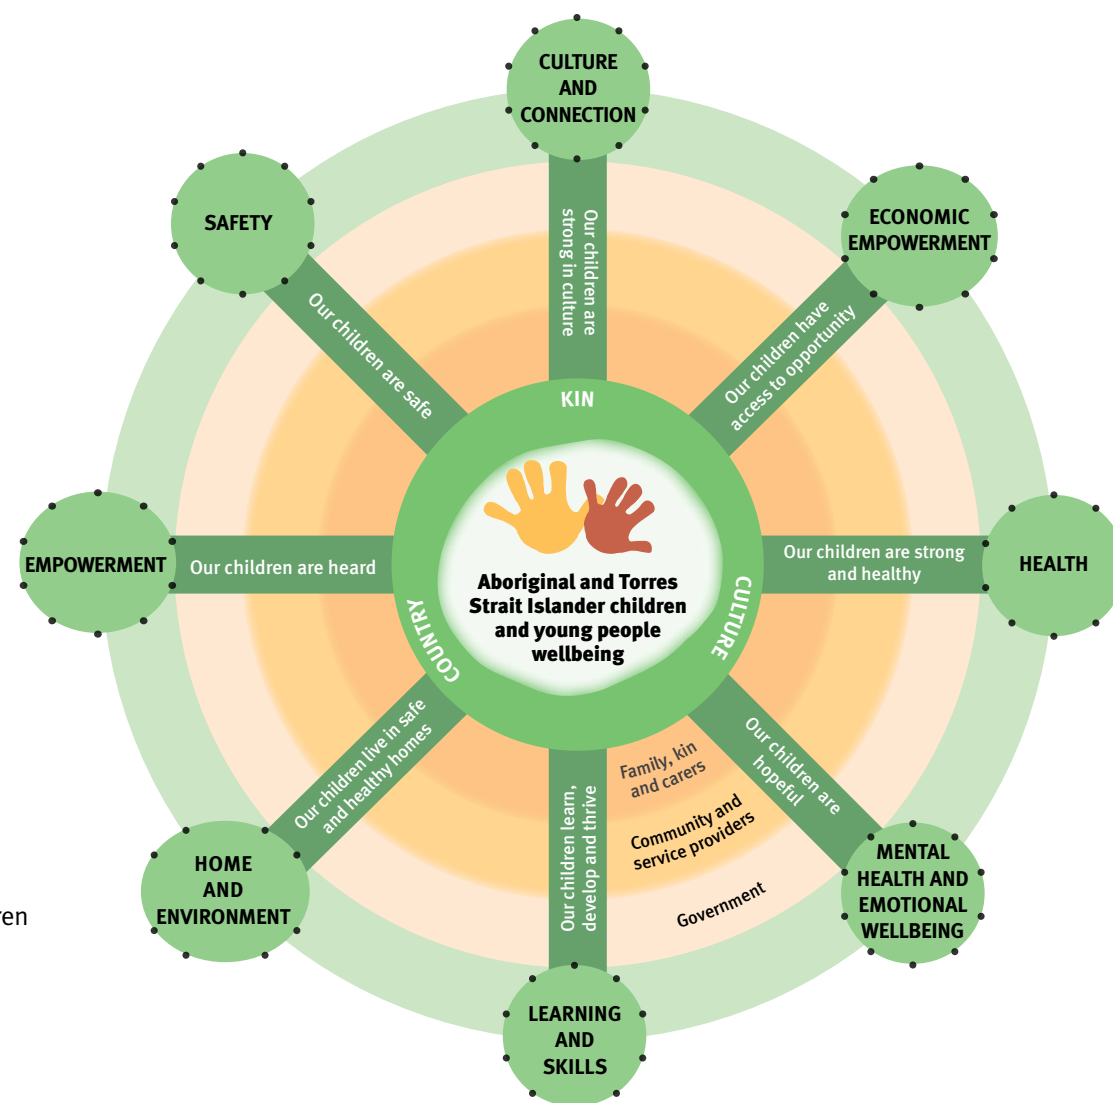 CULTURE
AND
CONNECTION
Our children are
strong in culture
ECONOMIC
EMPOWERMENT
Our children have
access to opportunity
HEALTH
Our children are strong
and healthy
MENTAL
HEALTH AND
EMOTIONAL
WELLBEING
Our children are
hopeful
LEARNING
AND
SKILLS
Our children learn,
develop and thrive
HOME
AND
ENVIRONMENT
Our children live in safe
and healthy homes
EMPOWERMENT
Our children are heard
SAFETY
Our children are safe
KIN
CULTURE
COUNTRY
Aboriginal and Torres
Strait Islander children
and young people
wellbeing
Family, kin
and carers
Community and
service providers
Government